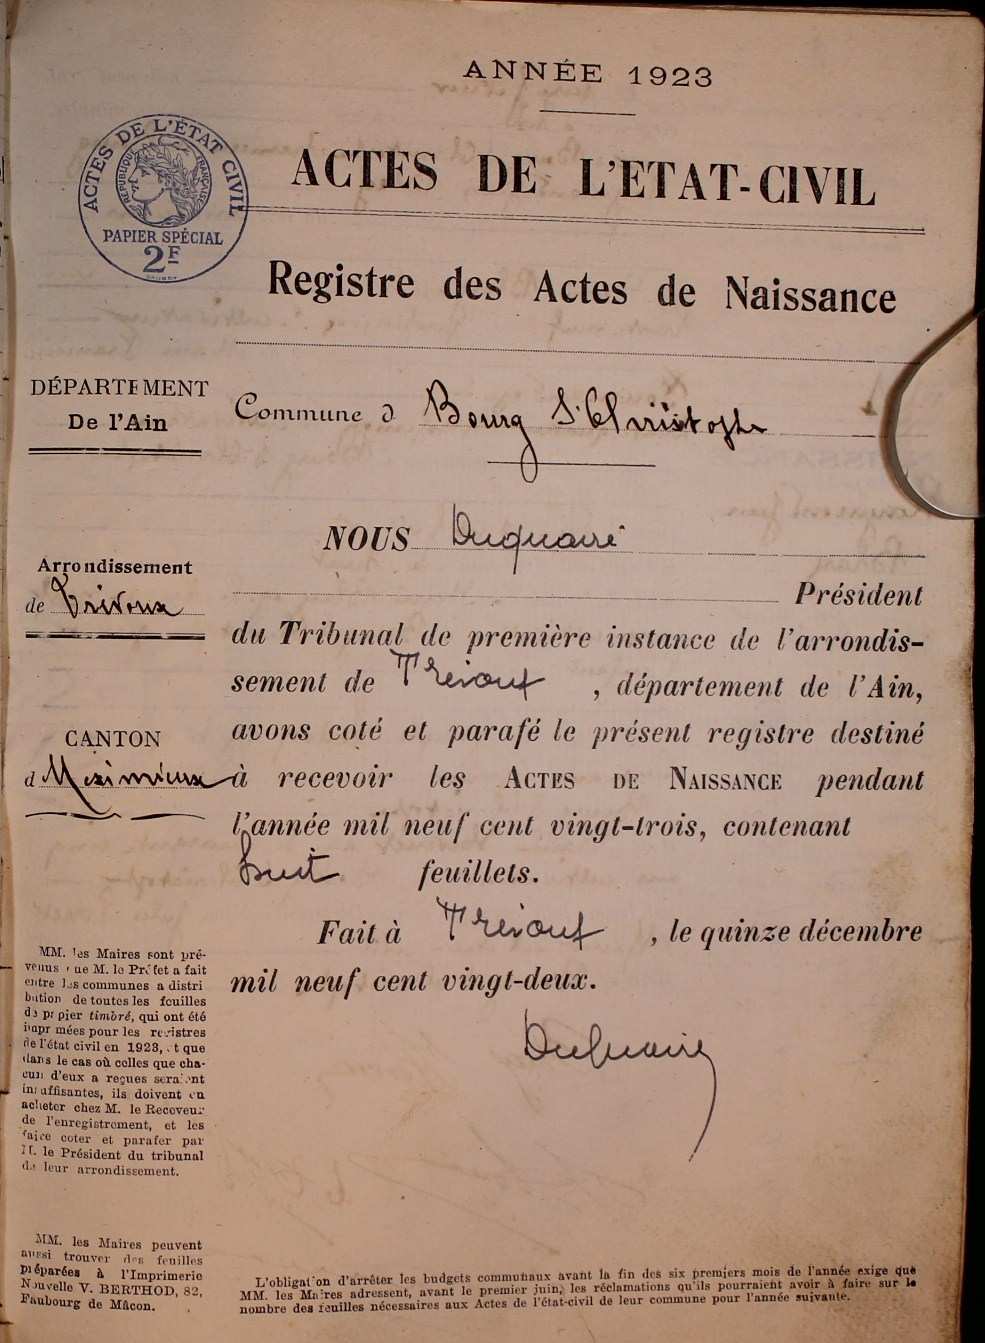 ANNÉE 1923
ACTES DE L'ÉTAT CIVIL
RÉPUBLIQUE FRANÇAISE
PAPIER SPÉCIAL
2F
ACTES DE L'ETAT-CIVIL
Registre des Actes de Naissance
DÉPARTEMENT
De l'Ain
Commune d Bourg St Christophe
Arrondissement
de Trévoux
CANTON
d Meximieux
NOUS Duquaire
Président
du Tribunal de première instance de l'arrondis-
sement de Trévoux, département de l'Ain,
avons coté et parafé le présent registre destiné
à recevoir les ACTES DE NAISSANCE pendant
l'année mil neuf cent vingt-trois, contenant
huit feuillets.
Fait à Trévoux, le quinze décembre
mil neuf cent vingt-deux.
Duquaire
MM. les Maires sont pré-
venus que M. le Préfet a fait
entre les communes a distri
bution de toutes les feuilles
de papier timbré, qui ont été
imprimées pour les registres
de l'état civil en 1923, et que
dans le cas où celles que cha-
cun d'eux a reçues seraient
insuffisantes, ils doivent en
acheter chez M. le Receveur
de l'enregistrement, et les
faire coter et parafer par
M. le Président du tribunal
de leur arrondissement.
MM. les Maires peuvent
aussi trouver des feuilles
préparées à l'Imprimerie
Nouvelle V. BERTHOD, 82,
Faubourg de Mâcon.
L'obligation d'arrêter les budgets communaux avant la fin des six premiers mois de l'année exige que
MM. les Maires adressent, avant le premier juin, les réclamations qu'ils pourraient avoir à faire sur le
nombre des feuilles nécessaires aux Actes de l'état-civil de leur commune pour l'année suivante.